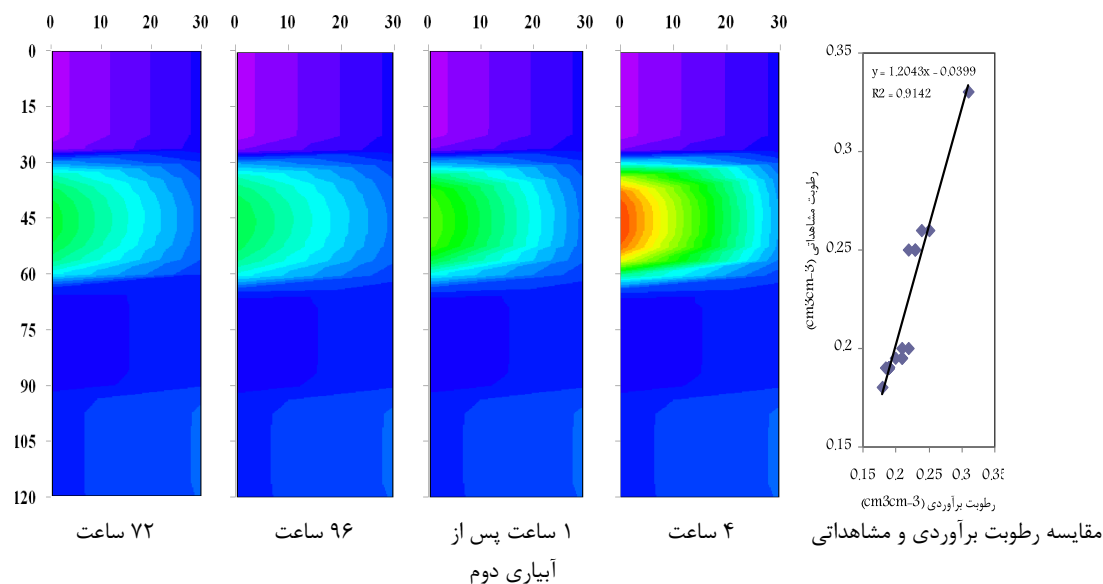 0 10 20 30
0 10 20 30
0 10 20 30
0 10 20 30
0
15
30
45
60
75
90
105
120
۷۲ ساعت
۹۶ ساعت
۱ ساعت پس از
آبیاری دوم
۴ ساعت
0,35
0,3
0,25
0,2
0,15
y = 1.2043x - 0.0399
R2 = 0.9142
رطوبت مشاهداتی (cm3cm-3)
0,15 0,2 0,25 0,3 0,35
رطوبت برآوردی (cm3cm-3)
مقایسه رطوبت برآوردی و مشاهداتی